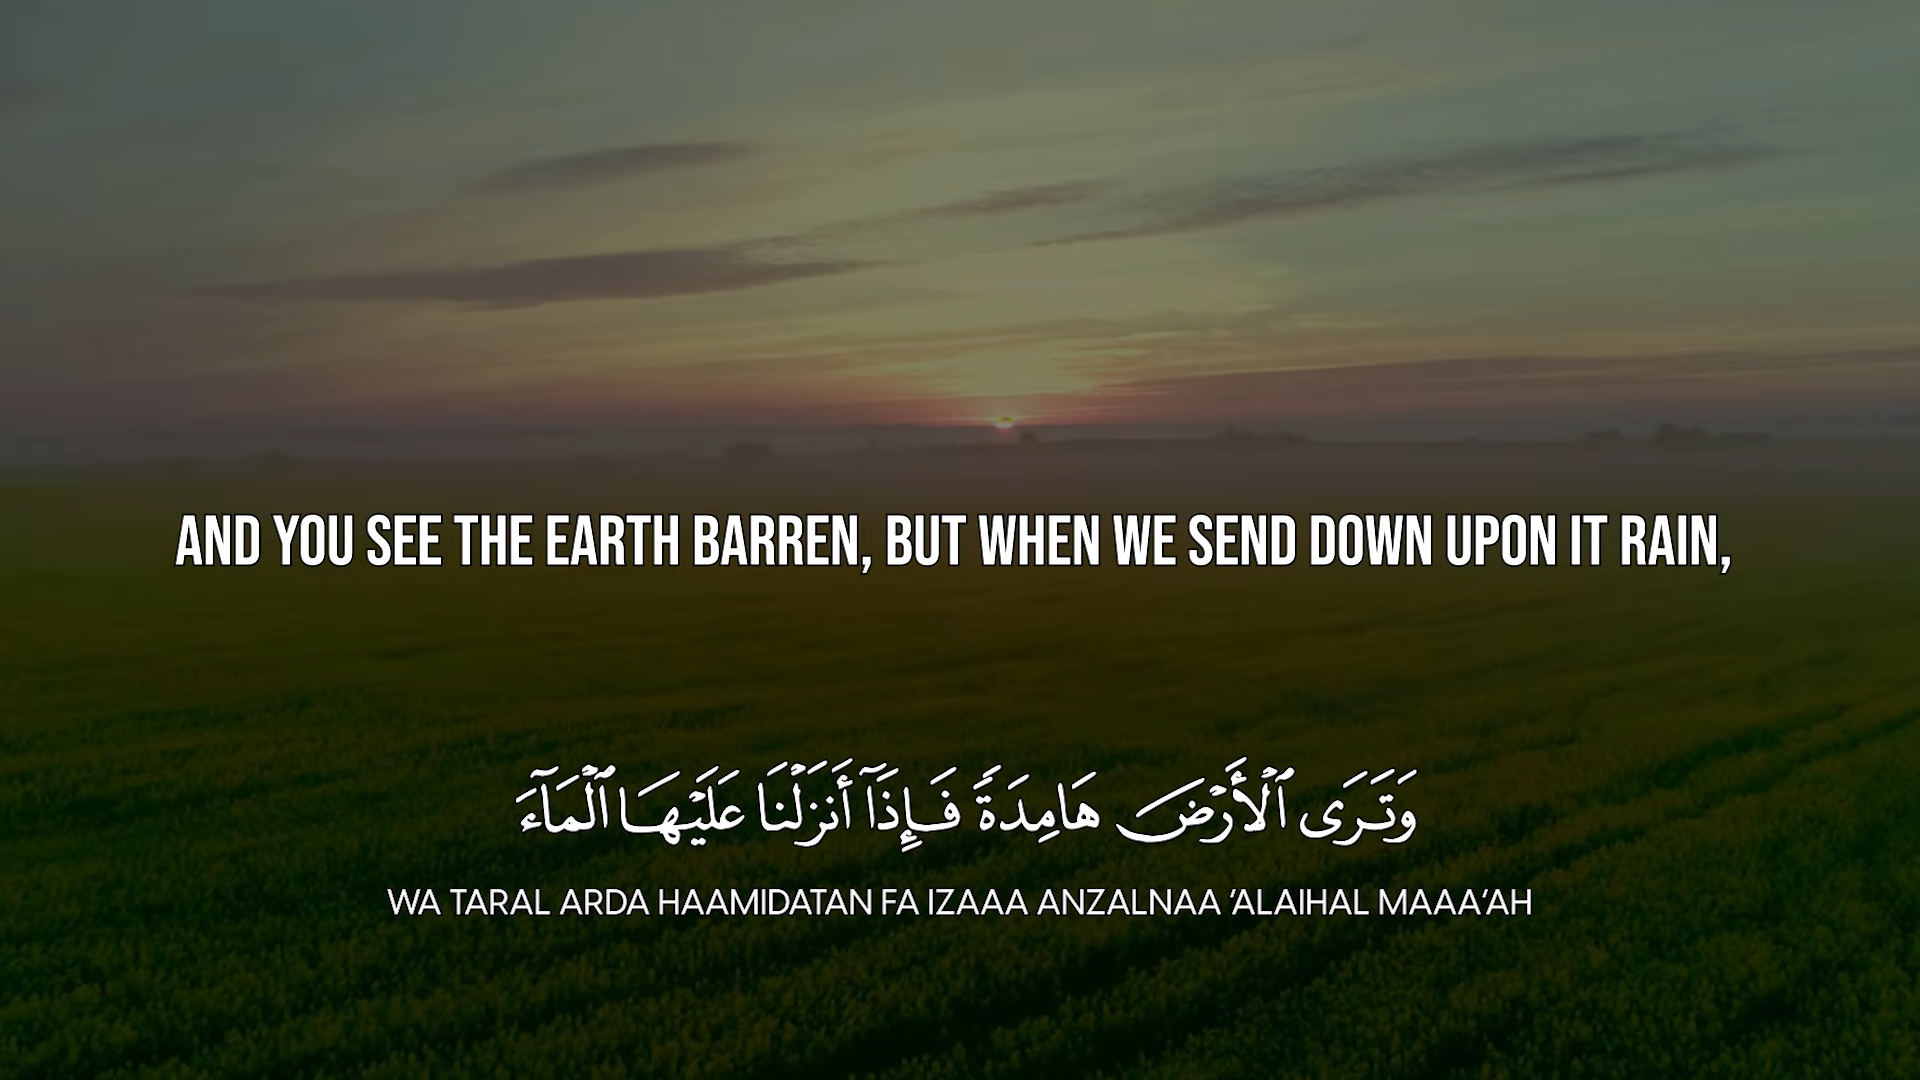 AND YOU SEE THE EARTH BARREN, BUT WHEN WE SEND DOWN UPON IT RAIN,
وَتَرَى ٱلْأَرْضَ هَامِدَةً فَإِذَآ أَنزَلْنَا عَلَيْهَا ٱلْمَآءَ
WA TARAL ARDA HAAMIDATAN FA IZAAA ANZALNAA ‘ALAIHAL MAAA‘AH